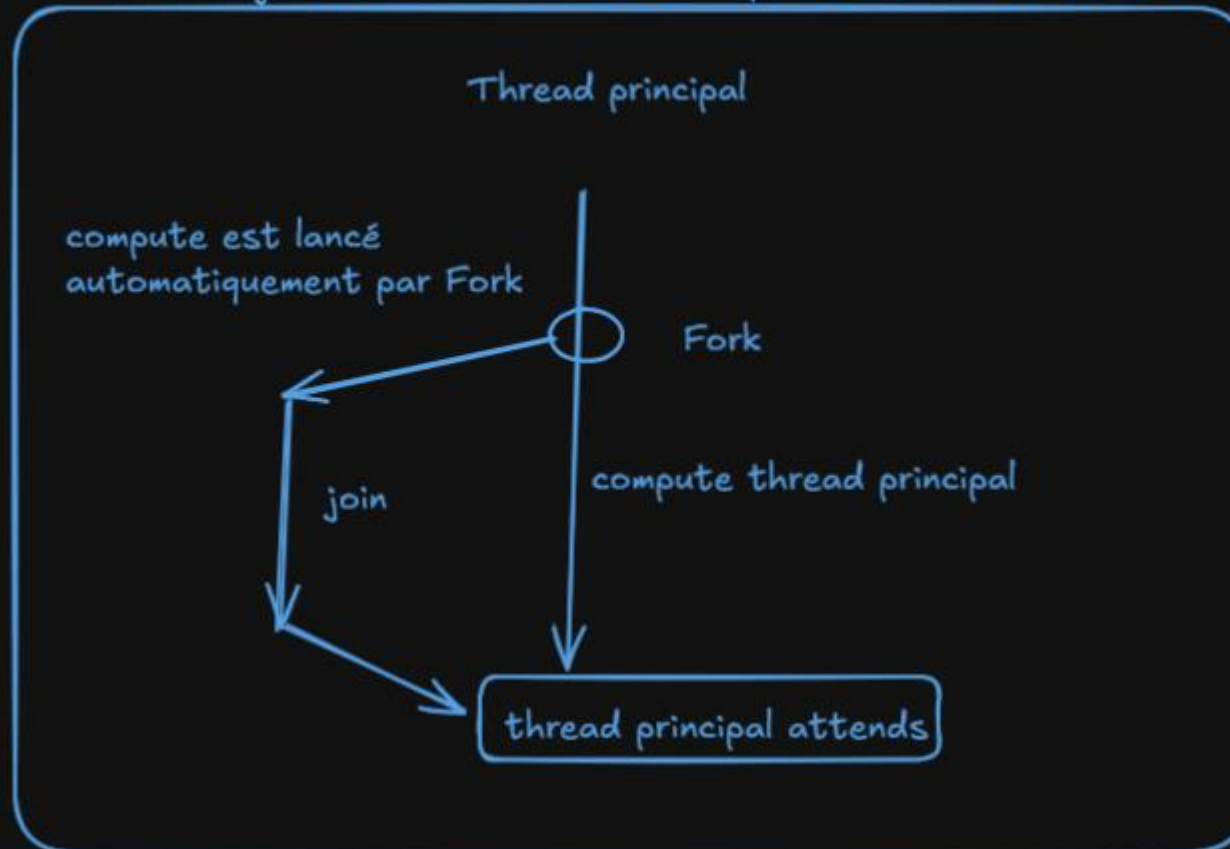 Thread principal
compute est lancé
automatiquement par Fork
Fork
compute thread principal
join
thread principal attends